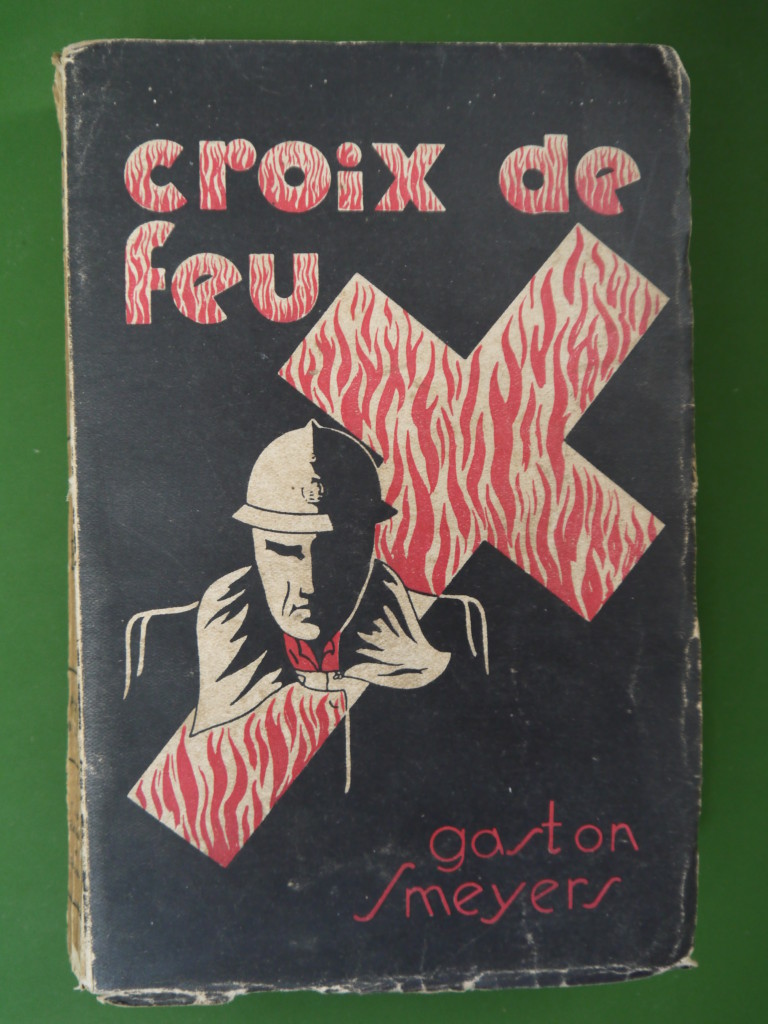 croix de
feu
gaston
Smeyers